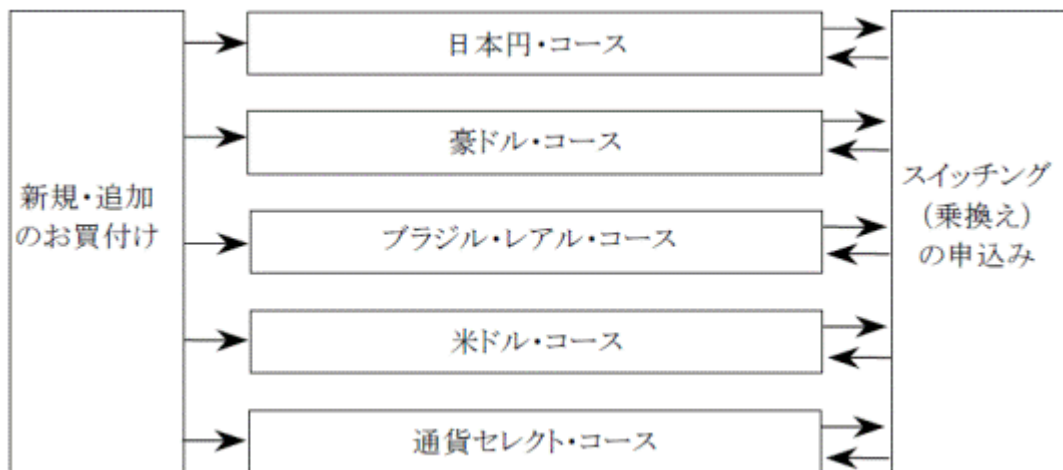 新規・追加
のお買付け
日本円・コース
豪ドル・コース
ブラジル・レアル・コース
米ドル・コース
通貨セレクト・コース
スイッチング
(乗換え)
の申込み